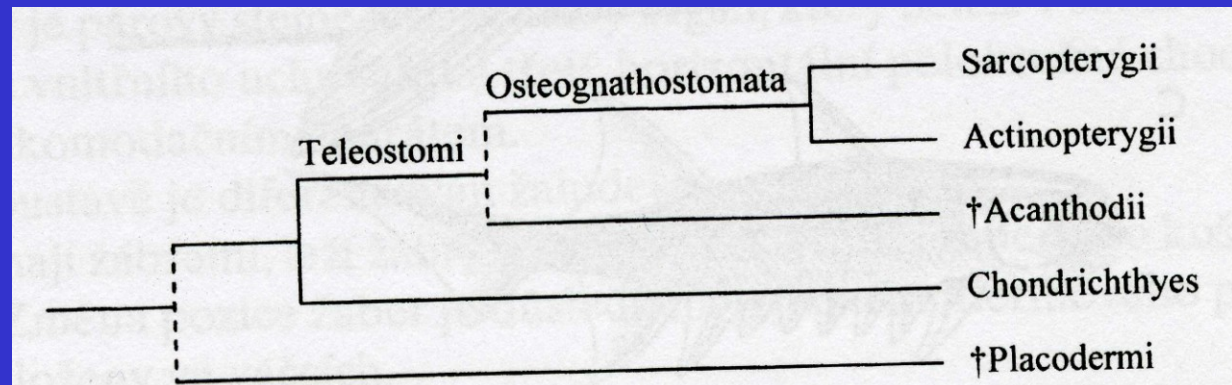 Sarcopterygii
Osteognathostomata
Actinopterygii
Teleostomi
†Acanthodii
Chondrichthyes
†Placodermi